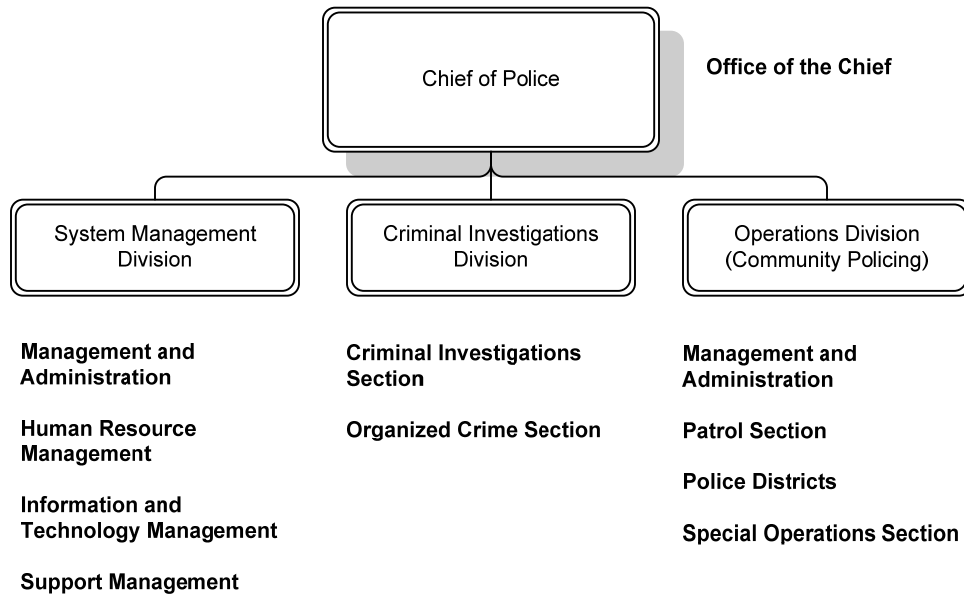 Chief of Police
Office of the Chief
System Management
Division
Criminal Investigations
Division
Operations Division
(Community Policing)
Management and
Administration
Human Resource
Management
Information and
Technology Management
Support Management
Criminal Investigations
Section
Organized Crime Section
Management and
Administration
Patrol Section
Police Districts
Special Operations Section